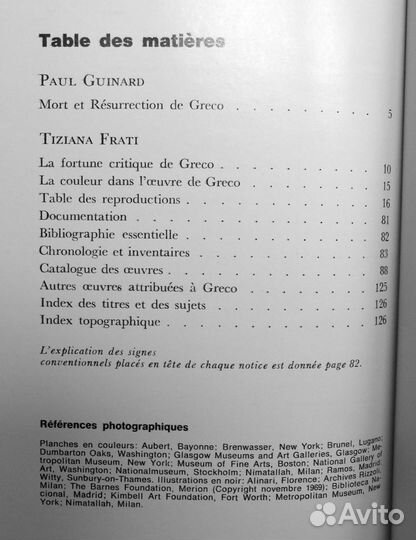 Table des matières
PAUL GUINARD
Mort et Résurrection de Greco . . . . . . . . 5
TIZIANA FRATI
La fortune critique de Greco . . . . . . . . 10
La couleur dans l'œuvre de Greco . . . . . . . . 15
Table des reproductions . . . . . . . . 16
Documentation . . . . . . . . 81
Bibliographie essentielle . . . . . . . . 82
Chronologie et inventaires . . . . . . . . 83
Catalogue des œuvres . . . . . . . . 88
Autres œuvres attribuées à Greco . . . . . . . . 125
Index des titres et des sujets . . . . . . . . 126
Index topographique . . . . . . . . 126
L'explication des signes
conventionnels placés en tête de chaque notice est donnée page 82.
Références photographiques
Planches en couleurs: Aubert, Bayonne; Brenwasser, New York; Brunel, Lugano;
Dumbarton Oaks, Washington; Glasgow Museums and Art Galleries, Glasgow; Me-
tropolitan Museum, New York; Museum of Fine Arts, Boston; National Gallery of
Art, Washington; Nationalmuseum, Stockholm; Nimatallah, Milan; Ramos, Madrid;
Witty, Sunbury-on-Thames. Illustrations en noir: Alinari, Florence; Archives Rizzoli,
Milan; The Barnes Foundation, Merion (Copyright novembre 1969); Biblioteca Na-
cional, Madrid; Kimbell Art Foundation, Fort Worth; Metropolitan Museum, New
York; Nimatallah, Milan.
Avito